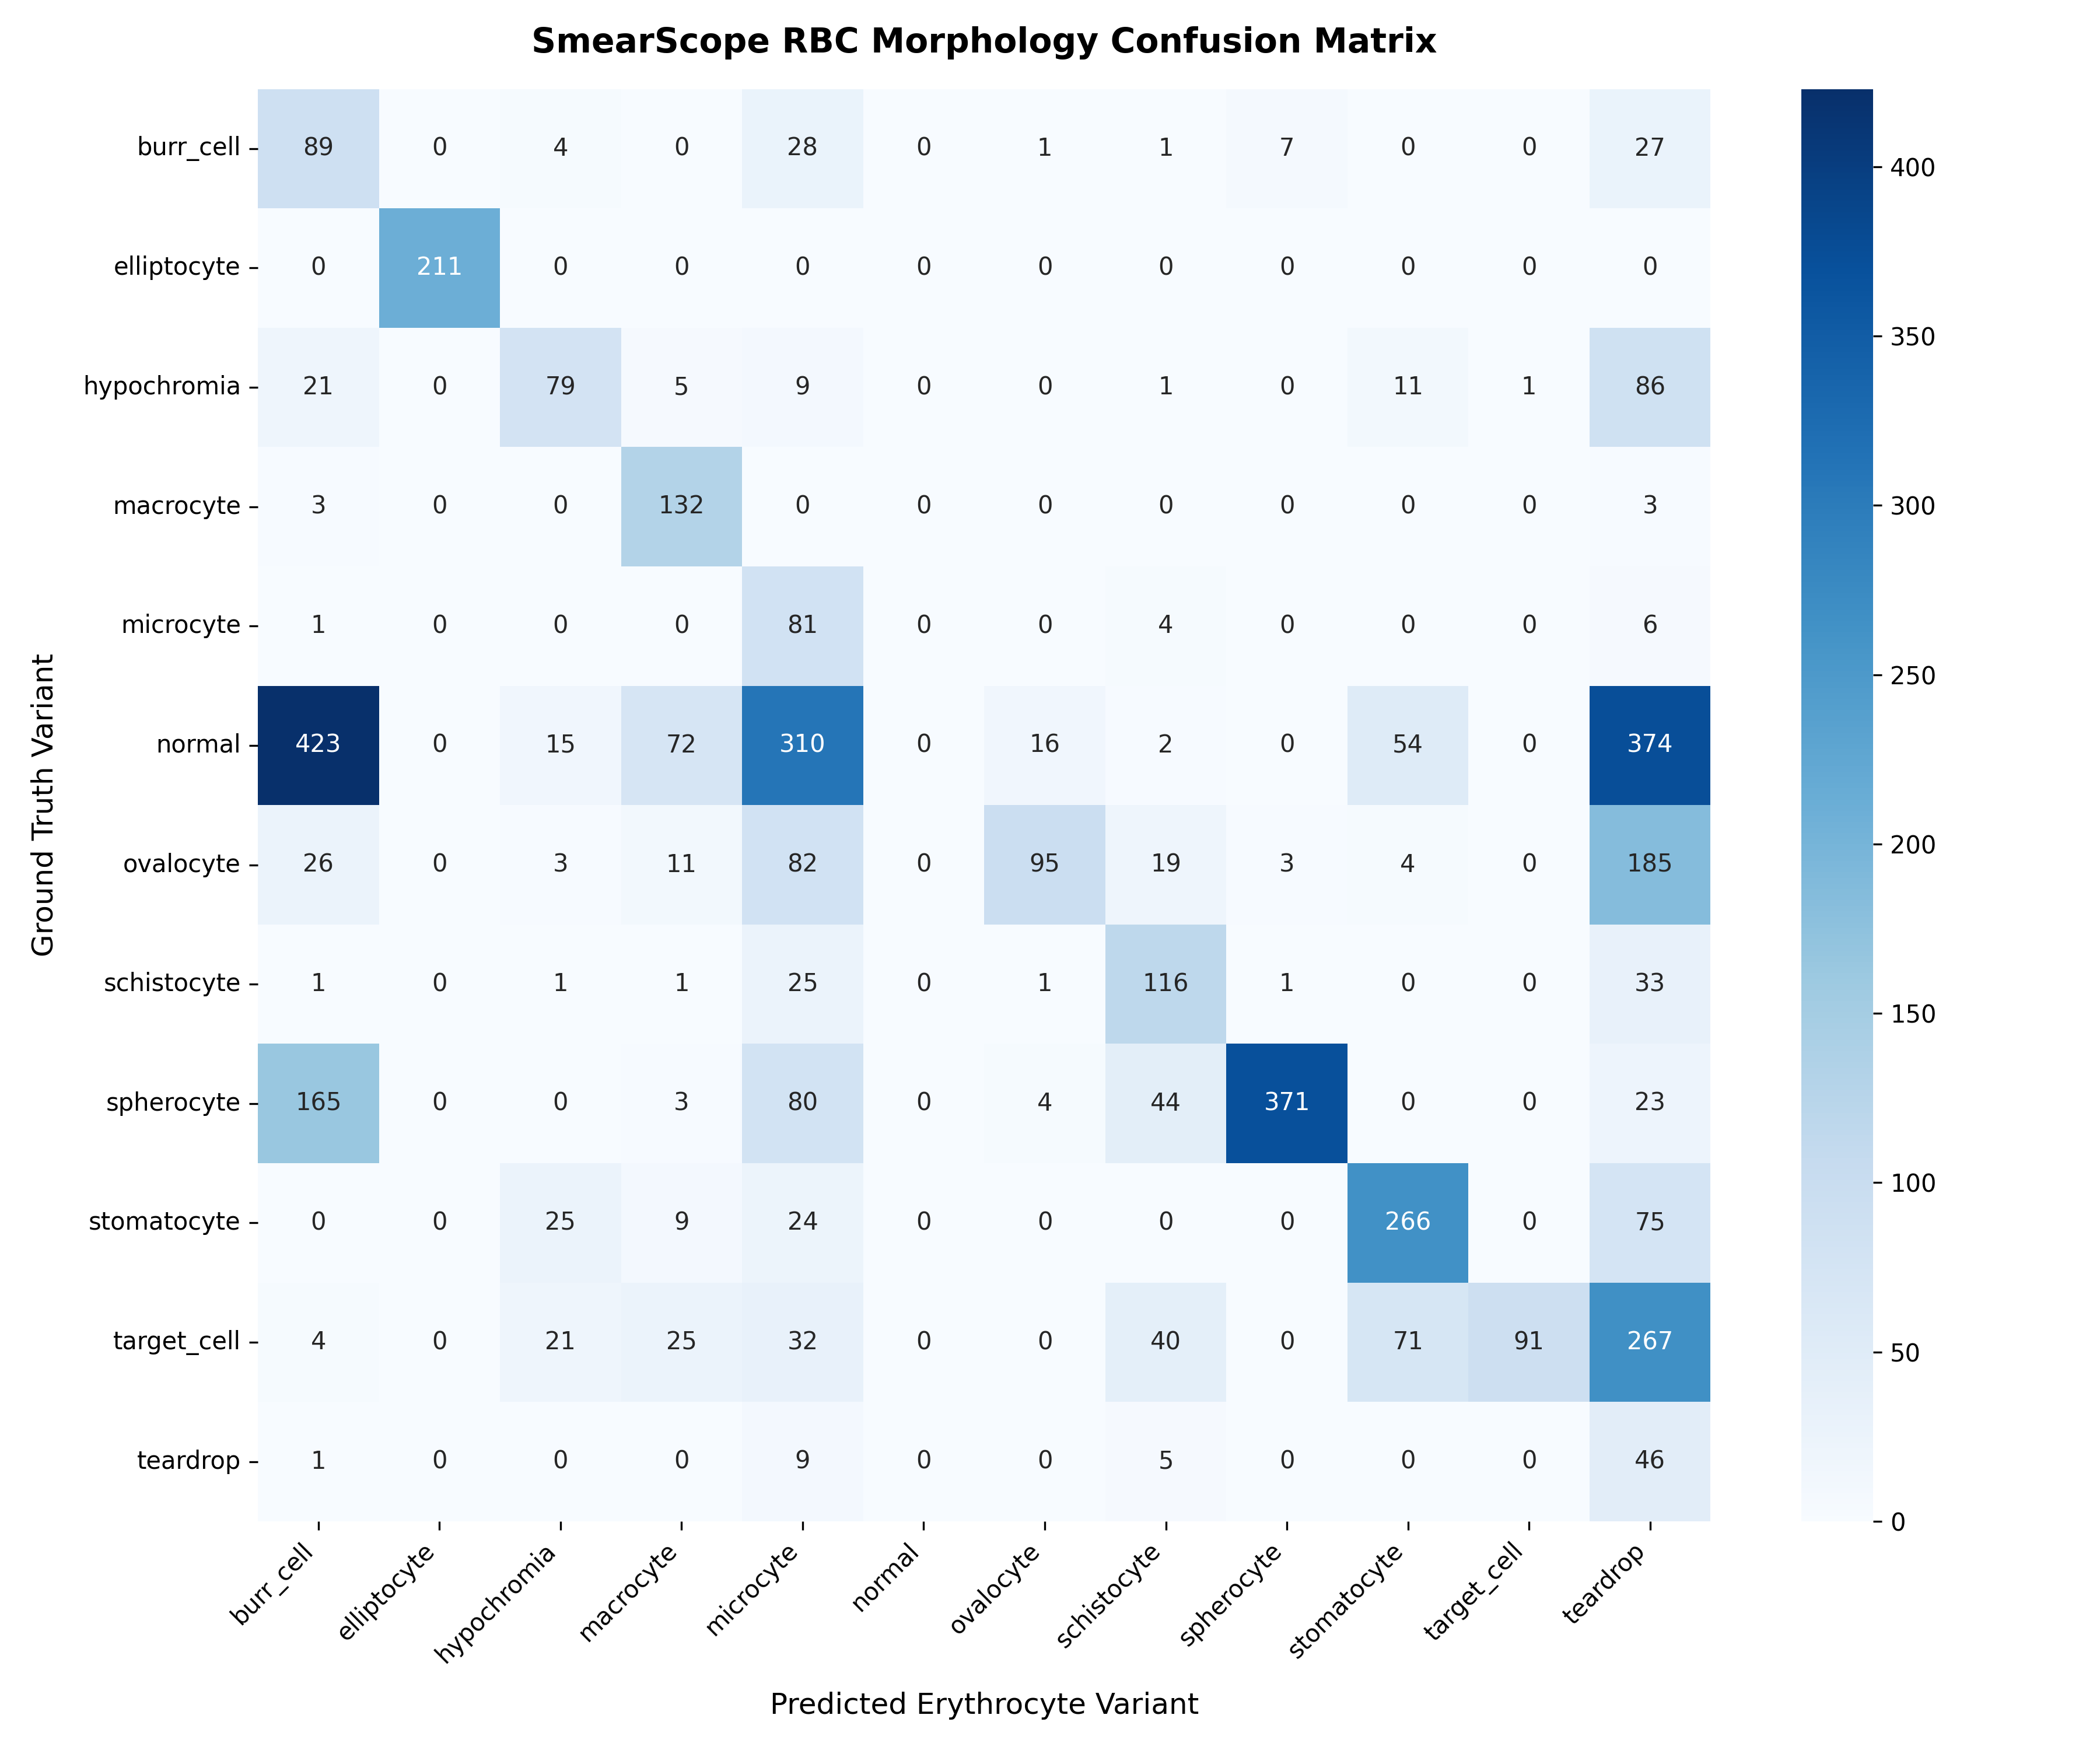 SmearScope RBC Morphology Confusion Matrix
burr_cell 89 0 4 0 28 0 1 1 7 0 0 27
elliptocyte 0 211 0 0 0 0 0 0 0 0 0 0
hypochromia 21 0 79 5 9 0 0 1 0 11 1 86
macrocyte 3 0 0 132 0 0 0 0 0 0 0 3
microcyte 1 0 0 0 81 0 0 4 0 0 0 6
normal 423 0 15 72 310 0 16 2 0 54 0 374
ovalocyte 26 0 3 11 82 0 95 19 3 4 0 185
schistocyte 1 0 1 1 25 0 1 116 1 0 0 33
spherocyte 165 0 0 3 80 0 4 44 371 0 0 23
stomatocyte 0 0 25 9 24 0 0 0 0 266 0 75
target_cell 4 0 21 25 32 0 0 40 0 71 91 267
teardrop 1 0 0 0 9 0 0 5 0 0 0 46
burr_cell elliptocyte hypochromia macrocyte microcyte normal ovalocyte schistocyte spherocyte stomatocyte target_cell teardrop
Predicted Erythrocyte Variant
Ground Truth Variant
400
350
300
250
200
150
100
50
0